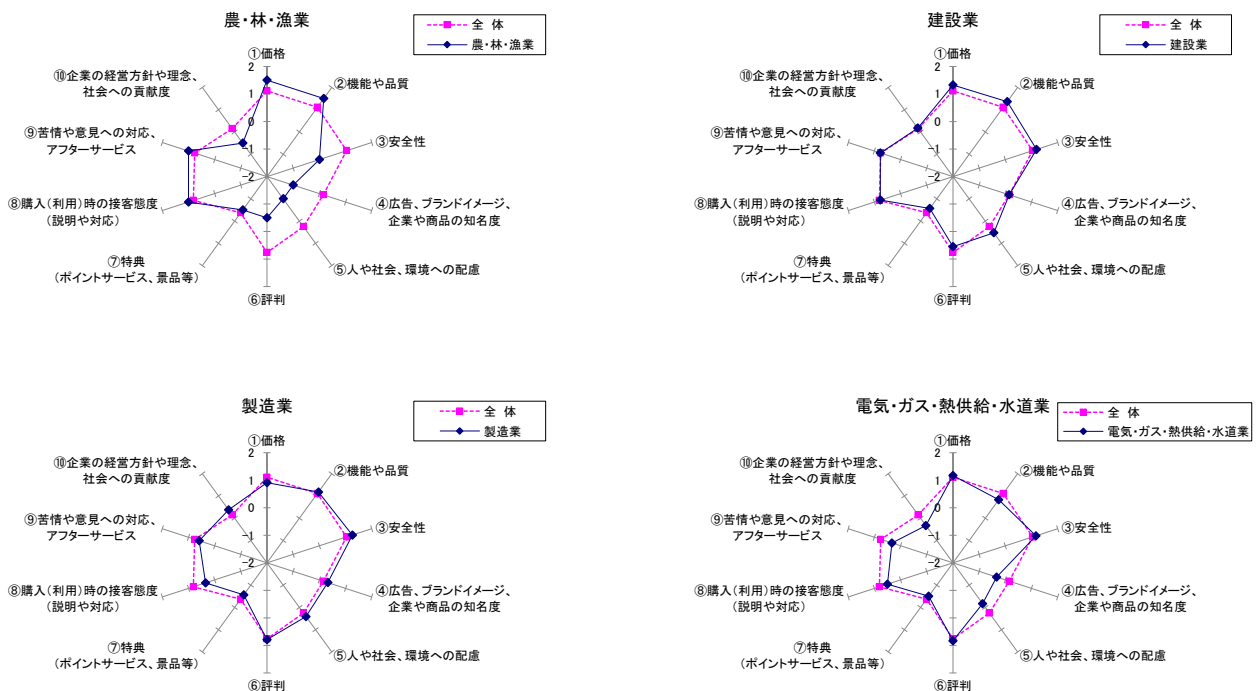 農・林・漁業
全 体
農・林・漁業
①価格
2
1
0
-1
-2
②機能や品質
③安全性
④広告、ブランドイメージ、
企業や商品の知名度
⑤人や社会、環境への配慮
⑥評判
⑦特典
(ポイントサービス、景品等)
⑧購入(利用)時の接客態度
(説明や対応)
⑨苦情や意見への対応、
アフターサービス
⑩企業の経営方針や理念、
社会への貢献度
建設業
全 体
建設業
①価格
2
1
0
-1
-2
②機能や品質
③安全性
④広告、ブランドイメージ、
企業や商品の知名度
⑤人や社会、環境への配慮
⑥評判
⑦特典
(ポイントサービス、景品等)
⑧購入(利用)時の接客態度
(説明や対応)
⑨苦情や意見への対応、
アフターサービス
⑩企業の経営方針や理念、
社会への貢献度
製造業
全 体
製造業
①価格
2
1
0
-1
-2
②機能や品質
③安全性
④広告、ブランドイメージ、
企業や商品の知名度
⑤人や社会、環境への配慮
⑥評判
⑦特典
(ポイントサービス、景品等)
⑧購入(利用)時の接客態度
(説明や対応)
⑨苦情や意見への対応、
アフターサービス
⑩企業の経営方針や理念、
社会への貢献度
電気・ガス・熱供給・水道業
全 体
電気・ガス・熱供給・水道業
①価格
2
1
0
-1
-2
②機能や品質
③安全性
④広告、ブランドイメージ、
企業や商品の知名度
⑤人や社会、環境への配慮
⑥評判
⑦特典
(ポイントサービス、景品等)
⑧購入(利用)時の接客態度
(説明や対応)
⑨苦情や意見への対応、
アフターサービス
⑩企業の経営方針や理念、
社会への貢献度